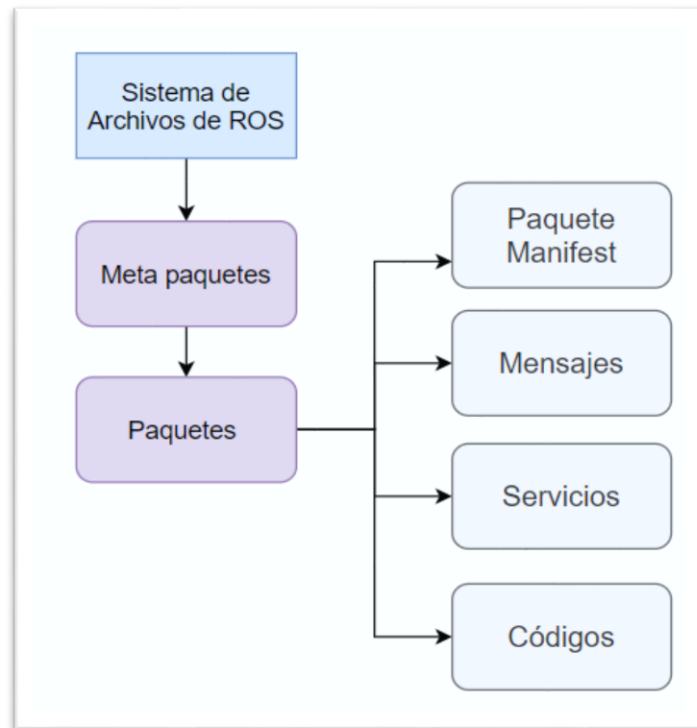 Sistema de
Archivos de ROS
Meta paquetes
Paquetes
Paquete
Manifest
Mensajes
Servicios
Códigos